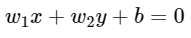 w₁x + w₂y + b = 0